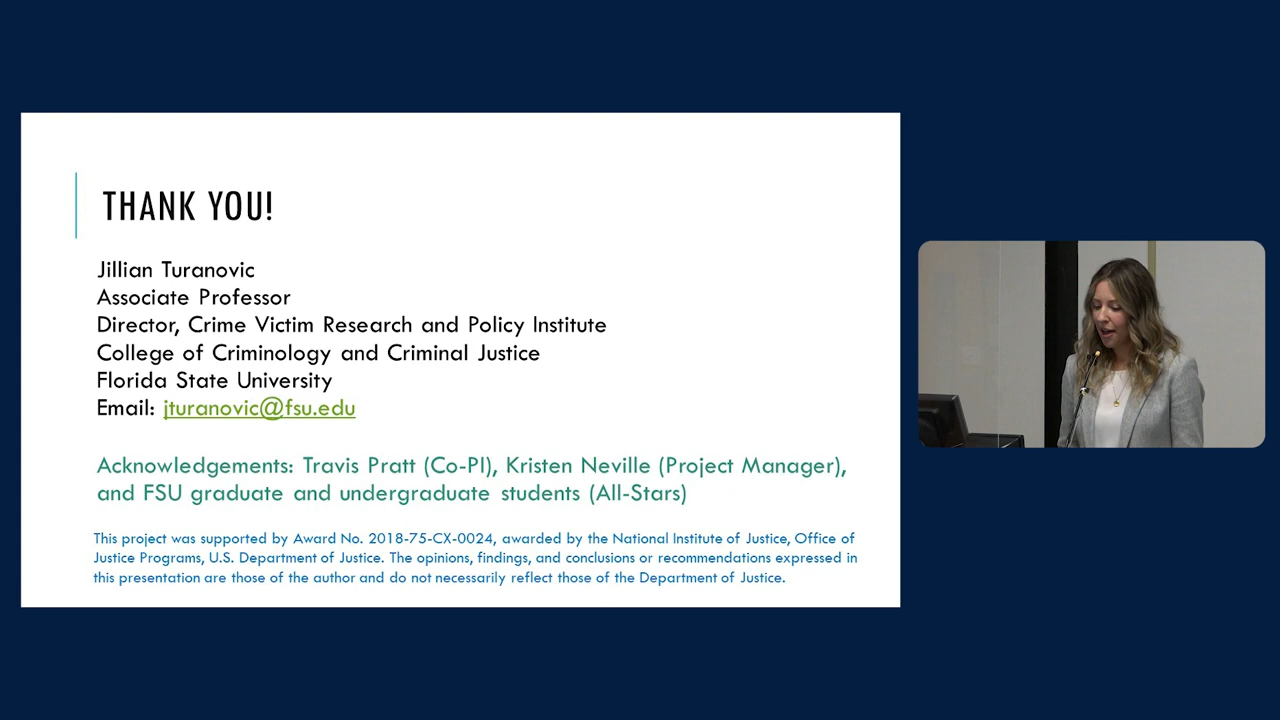 THANK YOU!
Jillian Turanovic
Associate Professor
Director, Crime Victim Research and Policy Institute
College of Criminology and Criminal Justice
Florida State University
Email: jturanovic@fsu.edu
Acknowledgements: Travis Pratt (Co-PI), Kristen Neville (Project Manager),
and FSU graduate and undergraduate students (All-Stars)
This project was supported by Award No. 2018-75-CX-0024, awarded by the National Institute of Justice, Office of
Justice Programs, U.S. Department of Justice. The opinions, findings, and conclusions or recommendations expressed in
this presentation are those of the author and do not necessarily reflect those of the Department of Justice.